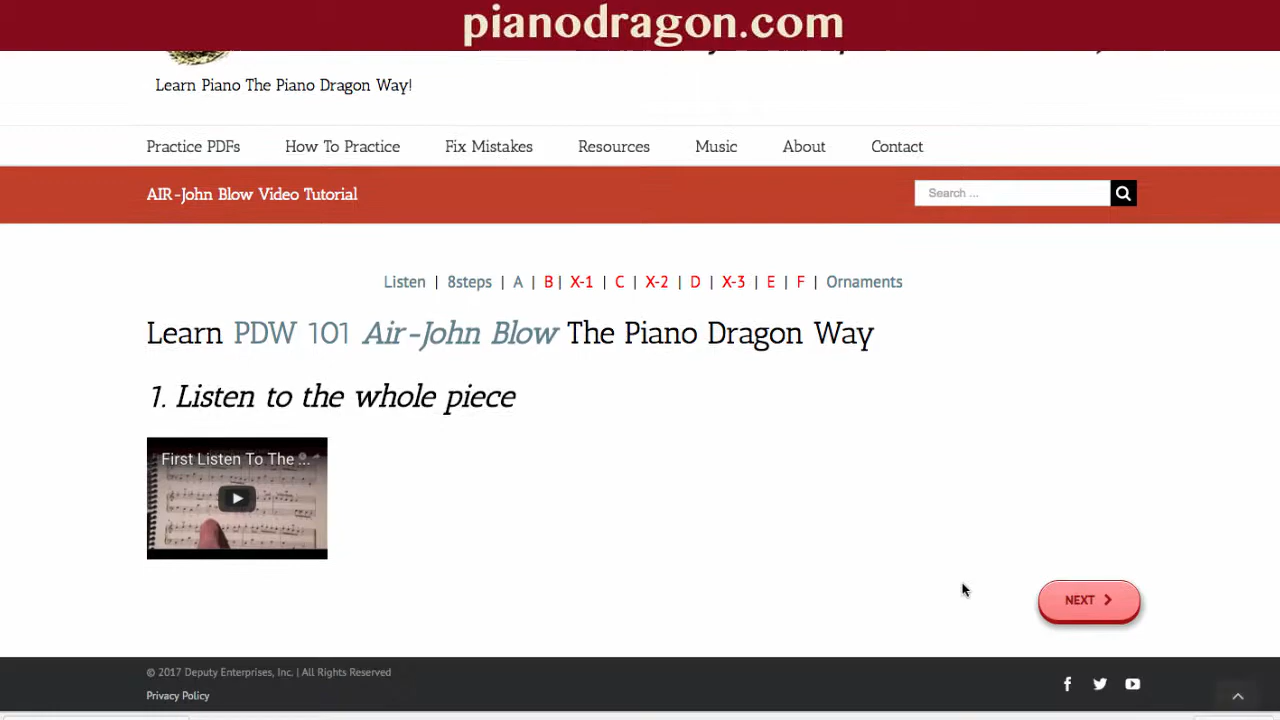 pianodragon.com
Learn Piano The Piano Dragon Way!
Practice PDFs How To Practice Fix Mistakes Resources Music About Contact
AIR-John Blow Video Tutorial
Search ...
Listen | 8steps | A | B | X-1 | C | X-2 | D | X-3 | E | F | Ornaments
Learn PDW 101 Air-John Blow The Piano Dragon Way
1. Listen to the whole piece
First Listen To The ...
NEXT
© 2017 Deputy Enterprises, Inc. | All Rights Reserved
Privacy Policy